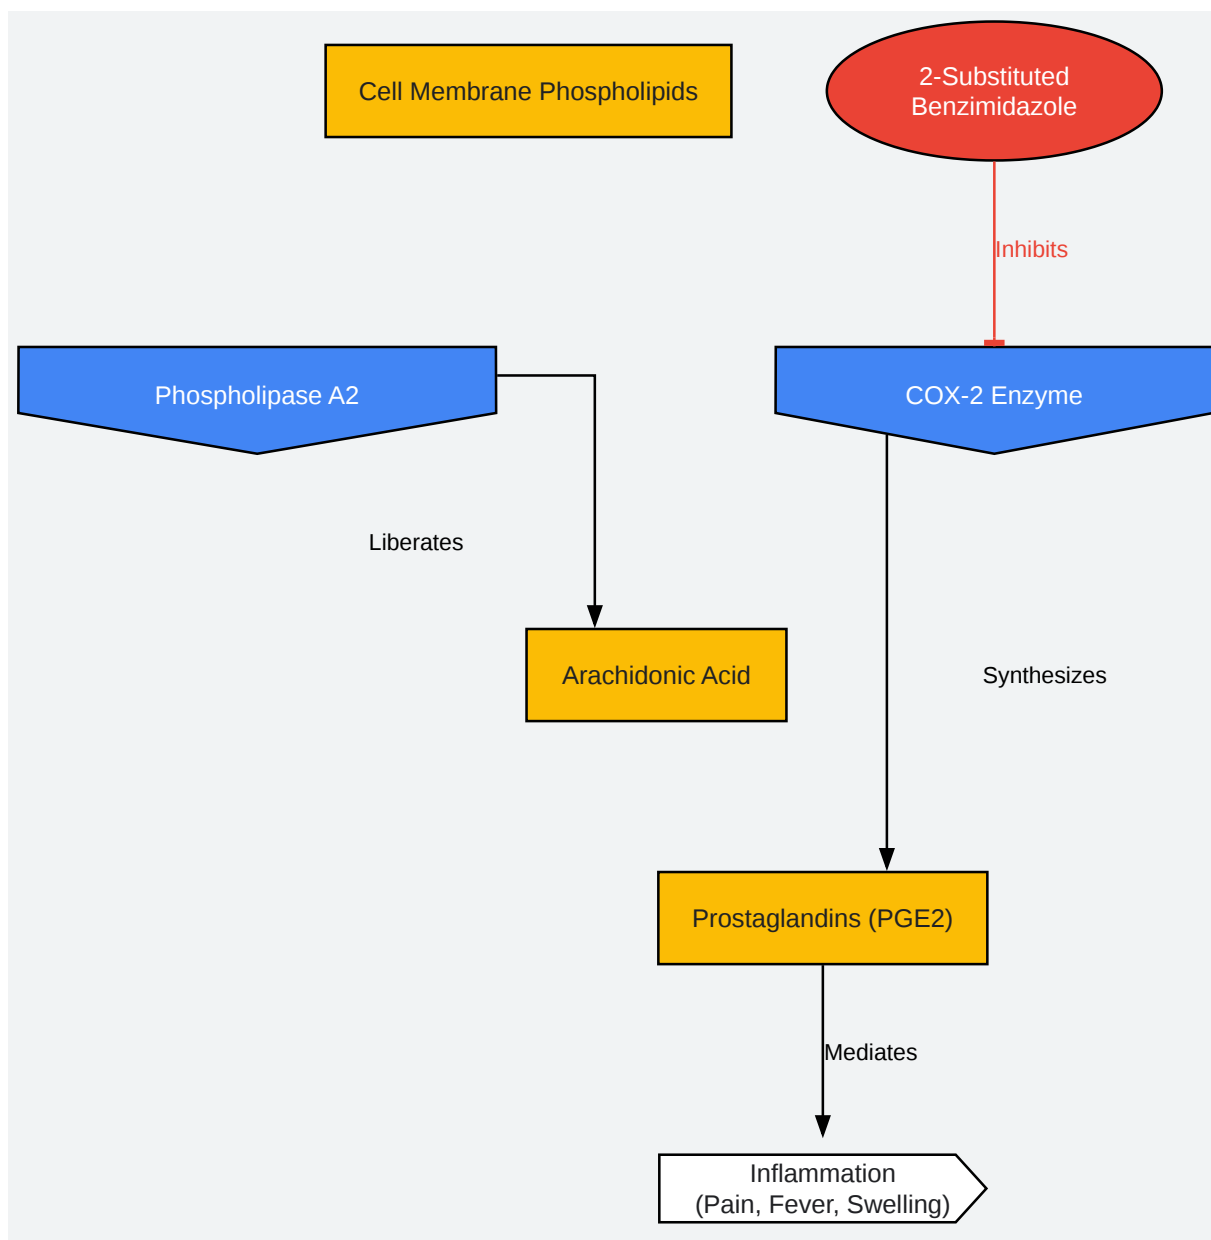 Cell Membrane Phospholipids
2-Substituted
Benzimidazole
Inhibits
Phospholipase A2
COX-2 Enzyme
Liberates
Arachidonic Acid
Synthesizes
Prostaglandins (PGE2)
Mediates
Inflammation
(Pain, Fever, Swelling)